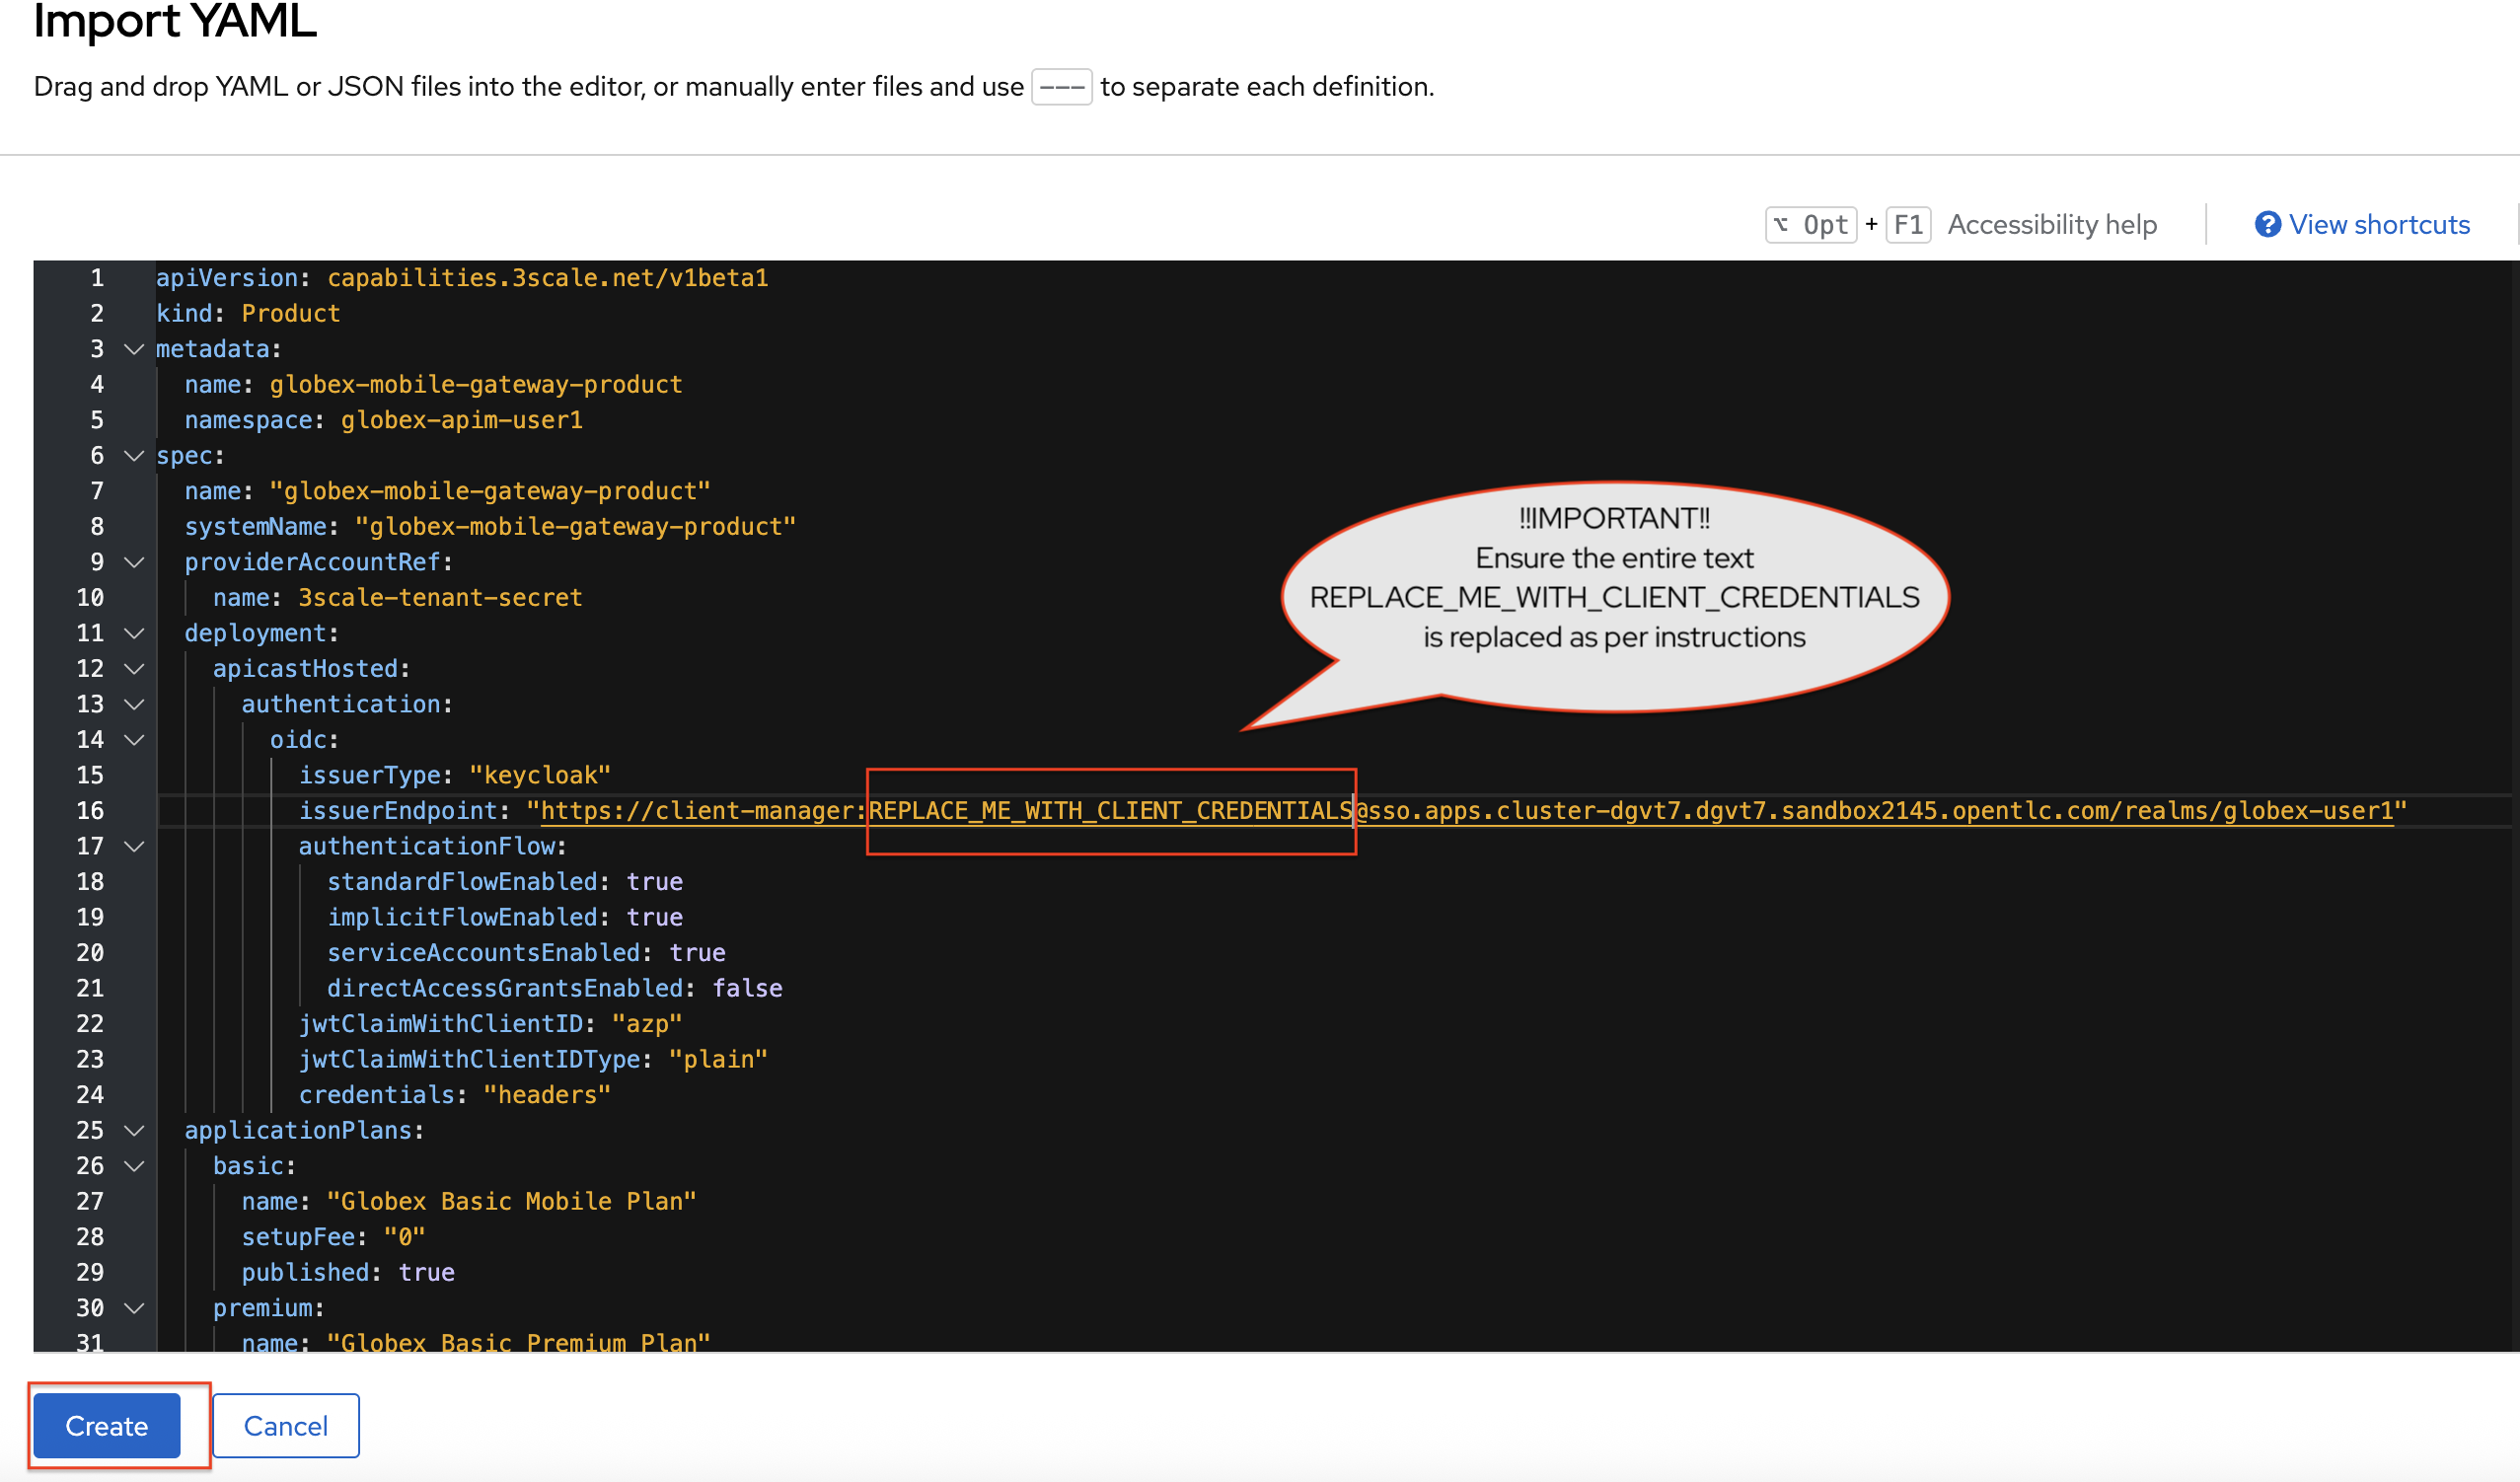 Import YAML
Drag and drop YAML or JSON files into the editor, or manually enter files and use --- to separate each definition.
⌥ Opt + F1 Accessibility help
? View shortcuts
1 apiVersion: capabilities.3scale.net/v1beta1
2 kind: Product
3 metadata:
4 name: globex-mobile-gateway-product
5 namespace: globex-apim-user1
6 spec:
7 name: "globex-mobile-gateway-product"
8 systemName: "globex-mobile-gateway-product"
9 providerAccountRef:
10 name: 3scale-tenant-secret
11 deployment:
12 apicastHosted:
13 authentication:
14 oidc:
15 issuerType: "keycloak"
16 issuerEndpoint: "https://client-manager:REPLACE_ME_WITH_CLIENT_CREDENTIALS@sso.apps.cluster-dgvt7.dgvt7.sandbox2145.opentlc.com/realms/globex-user1"
17 authenticationFlow:
18 standardFlowEnabled: true
19 implicitFlowEnabled: true
20 serviceAccountsEnabled: true
21 directAccessGrantsEnabled: false
22 jwtClaimWithClientID: "azp"
23 jwtClaimWithClientIDType: "plain"
24 credentials: "headers"
25 applicationPlans:
26 basic:
27 name: "Globex Basic Mobile Plan"
28 setupFee: "0"
29 published: true
30 premium:
31 name: "Globex Basic Premium Plan"
!!IMPORTANT!!
Ensure the entire text
REPLACE_ME_WITH_CLIENT_CREDENTIALS
is replaced as per instructions
Create
Cancel